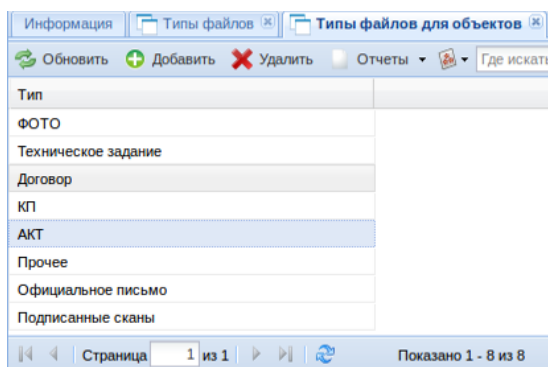 Информация Типы файлов Типы файлов для объектов
Обновить Добавить Удалить Отчеты Где искать
Тип
ФОТО
Техническое задание
Договор
КП
АКТ
Прочее
Официальное письмо
Подписанные сканы
Страница 1 из 1 Показано 1 - 8 из 8